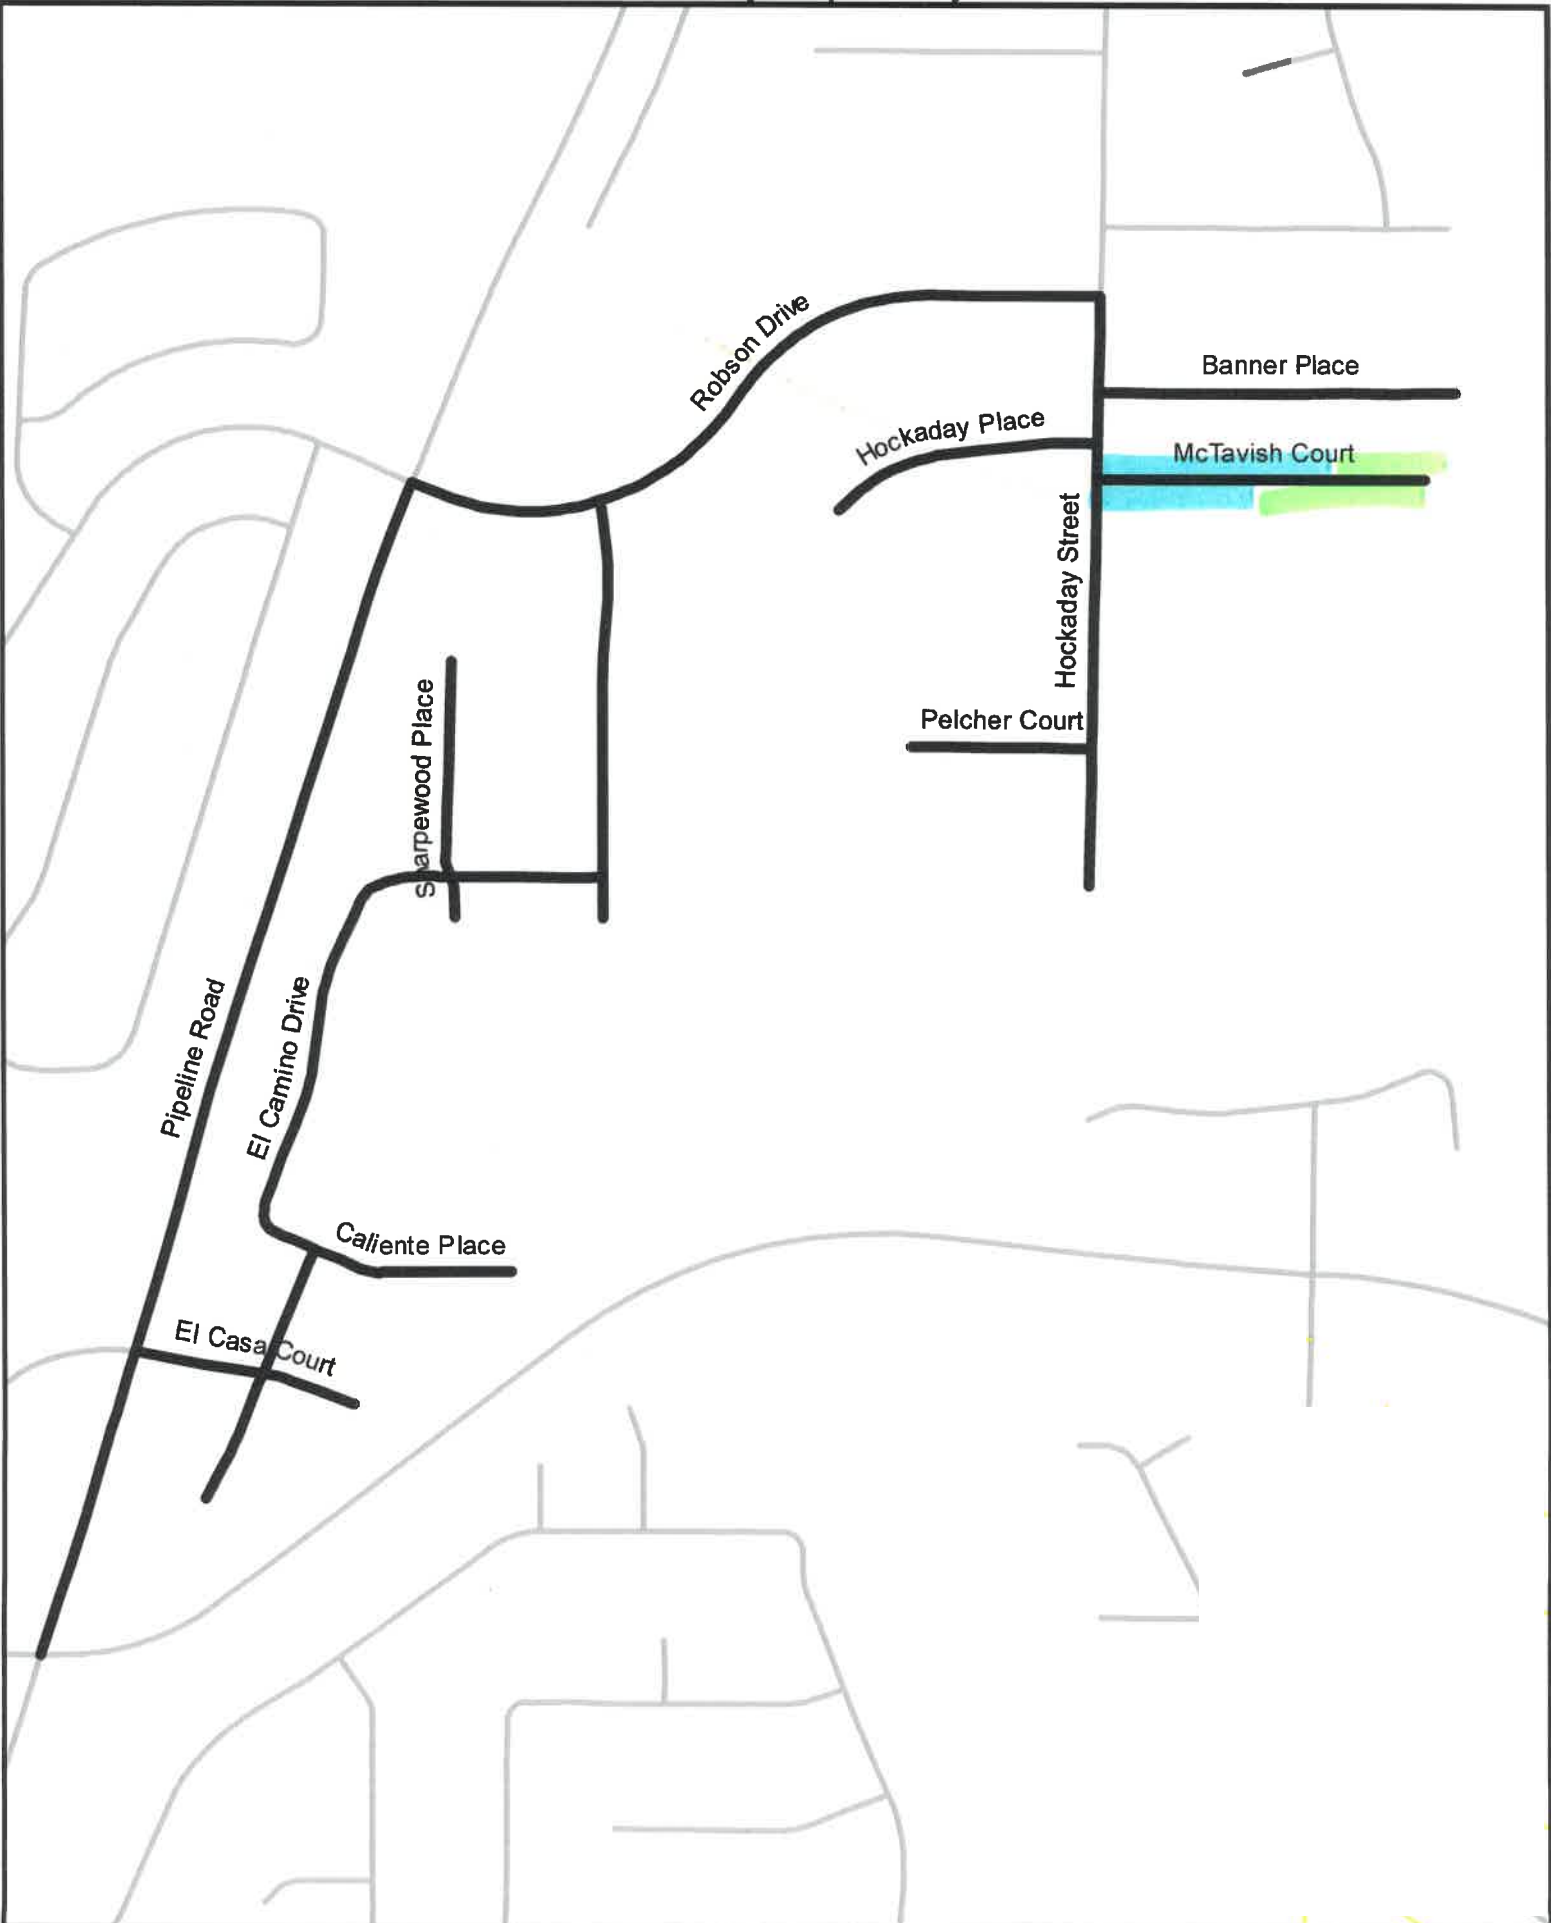 Robson Drive
Banner Place
Hockaday Place
McTavish Court
Hockaday Street
Sharpewood Place
Pelcher Court
Pipeline Road
El Camino Drive
Caliente Place
El Casa Court